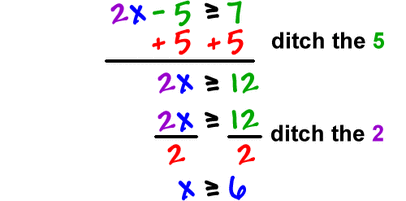 2x - 5 ≥ 7
+ 5 + 5 ditch the 5
2x ≥ 12
2x ≥ 12 ditch the 2
2 2
x ≥ 6